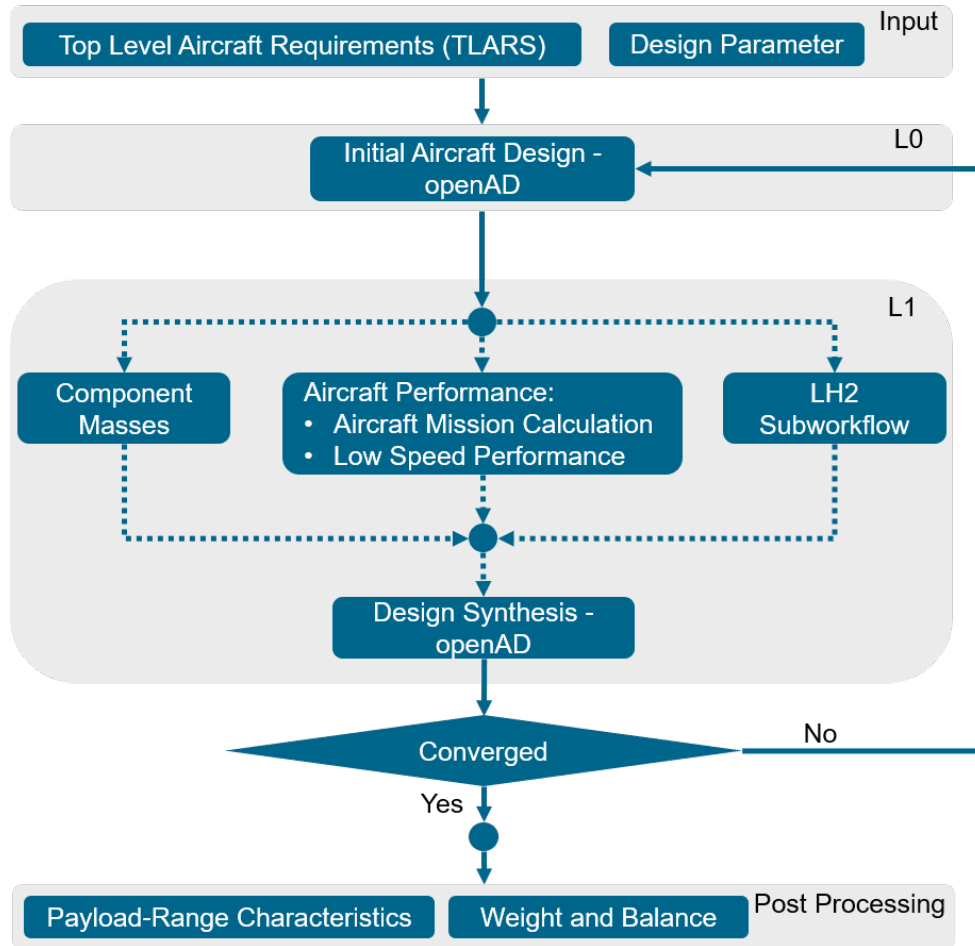 Input
Top Level Aircraft Requirements (TLARS)
Design Parameter
L0
Initial Aircraft Design -
openAD
L1
Component
Masses
Aircraft Performance:
• Aircraft Mission Calculation
• Low Speed Performance
LH2
Subworkflow
Design Synthesis -
openAD
Converged
No
Yes
Payload-Range Characteristics
Weight and Balance
Post Processing